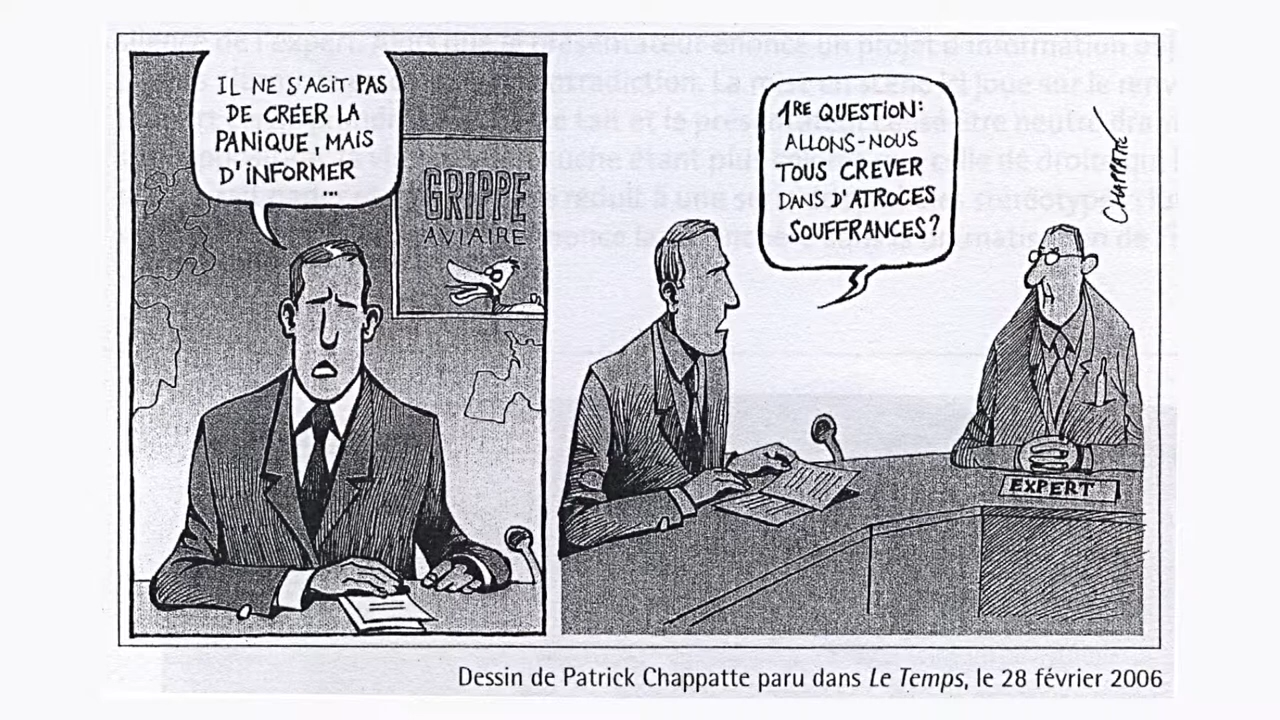 IL NE S'AGIT PAS
DE CRÉER LA
PANIQUE, MAIS
D'INFORMER
...
GRIPPE
AVIAIRE
1RE QUESTION:
ALLONS-NOUS
TOUS CREVER
DANS D'ATROCES
SOUFFRANCES?
CHAPPATTE
EXPERT
Dessin de Patrick Chappatte paru dans Le Temps, le 28 février 2006